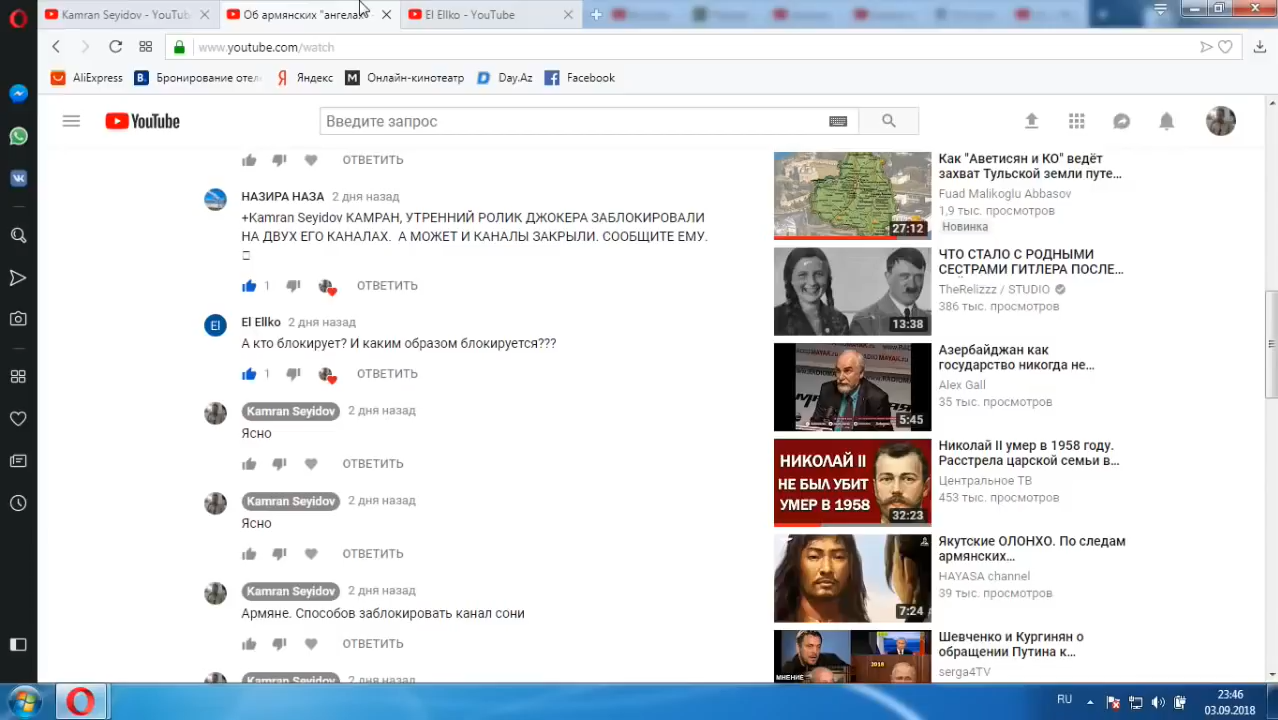 Kamran Seyidov - YouTub
Об армянских "ангелах
El Ellko - YouTube
www.youtube.com/watch
AliExpress
Бронирование отел
Яндекс
Онлайн-кинотеатр
Day.Az
Facebook
YouTube
Введите запрос
ОТВЕТИТЬ
НАЗИРА НАЗА 2 дня назад
+Kamran Seyidov КАМРАН, УТРЕННИЙ РОЛИК ДЖОКЕРА ЗАБЛОКИРОВАЛИ
НА ДВУХ ЕГО КАНАЛАХ. А МОЖЕТ И КАНАЛЫ ЗАКРЫЛИ. СООБЩИТЕ ЕМУ.
1 ОТВЕТИТЬ
El
El Ellko 2 дня назад
А кто блокирует? И каким образом блокируется???
1 ОТВЕТИТЬ
Kamran Seyidov 2 дня назад
Ясно
ОТВЕТИТЬ
Kamran Seyidov 2 дня назад
Ясно
ОТВЕТИТЬ
Kamran Seyidov 2 дня назад
Армяне. Способов заблокировать канал сони
ОТВЕТИТЬ
Kamran Seyidov 2 дня назад
27:12
Как "Аветисян и КО" ведёт
захват Тульской земли путе...
Fuad Malikoglu Abbasov
1,9 тыс. просмотров
Новинка
13:38
ЧТО СТАЛО С РОДНЫМИ
СЕСТРАМИ ГИТЛЕРА ПОСЛЕ...
TheRelizzz / STUDIO
386 тыс. просмотров
5:45
Азербайджан как
государство никогда не...
Alex Gall
35 тыс. просмотров
НИКОЛАЙ II
НЕ БЫЛ УБИТ
УМЕР В 1958
32:23
Николай II умер в 1958 году.
Расстрела царской семьи в...
Центральное ТВ
453 тыс. просмотров
7:24
Якутские ОЛОНХО. По следам
армянских...
HAYASA channel
39 тыс. просмотров
МНЕНИЕ
2018
Шевченко и Кургинян о
обращении Путина к...
serga4TV
RU
23:46
03.09.2018